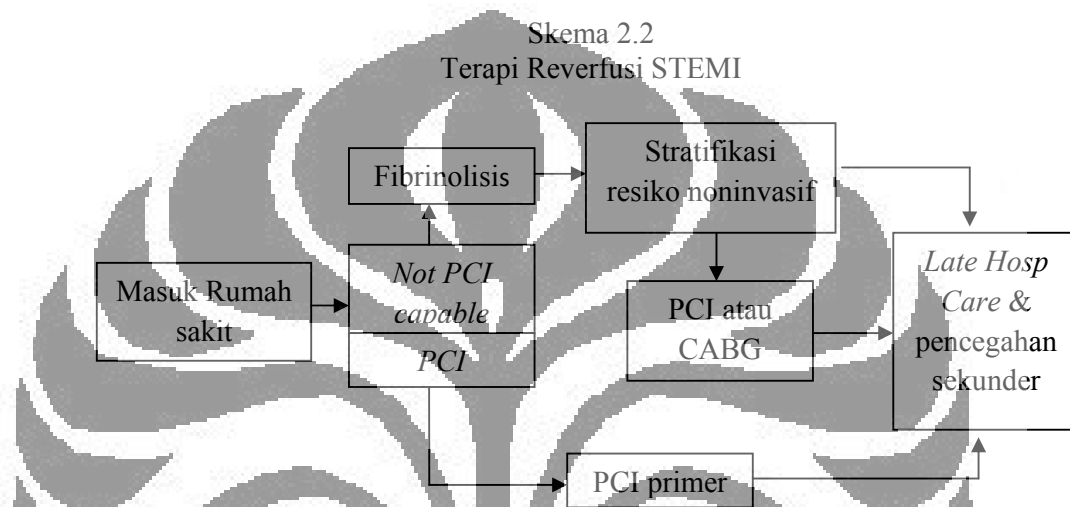 Skema 2.2
Terapi Reverfusi STEMI
Fibrinolisis
Stratifikasi
resiko noninvasif
Masuk Rumah
sakit
Not PCI
capable
PCI
PCI atau
CABG
Late Hosp
Care &
pencegahan
sekunder
PCI primer